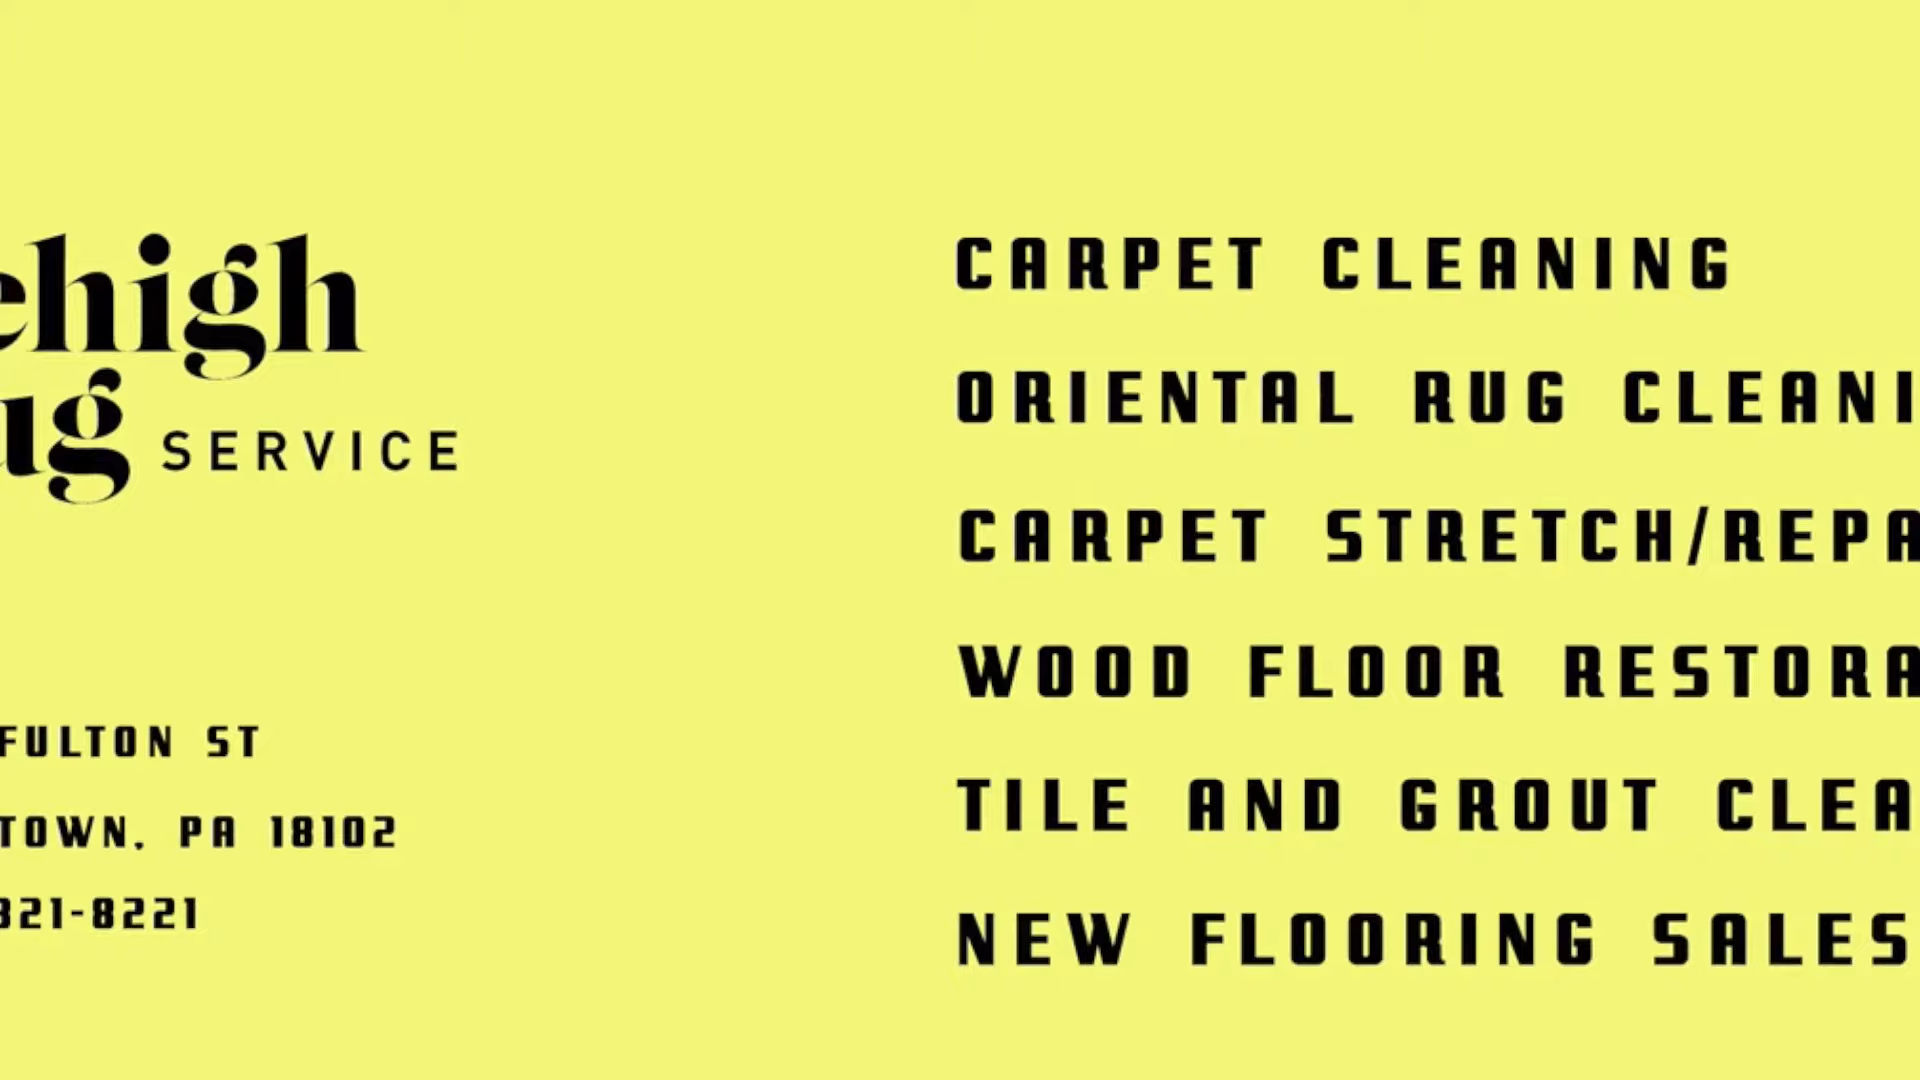 ehigh
ug SERVICE
FULTON ST
TOWN, PA 18102
321-8221
CARPET CLEANING
ORIENTAL RUG CLEANI
CARPET STRETCH/REPA
WOOD FLOOR RESTORA
TILE AND GROUT CLEA
NEW FLOORING SALES